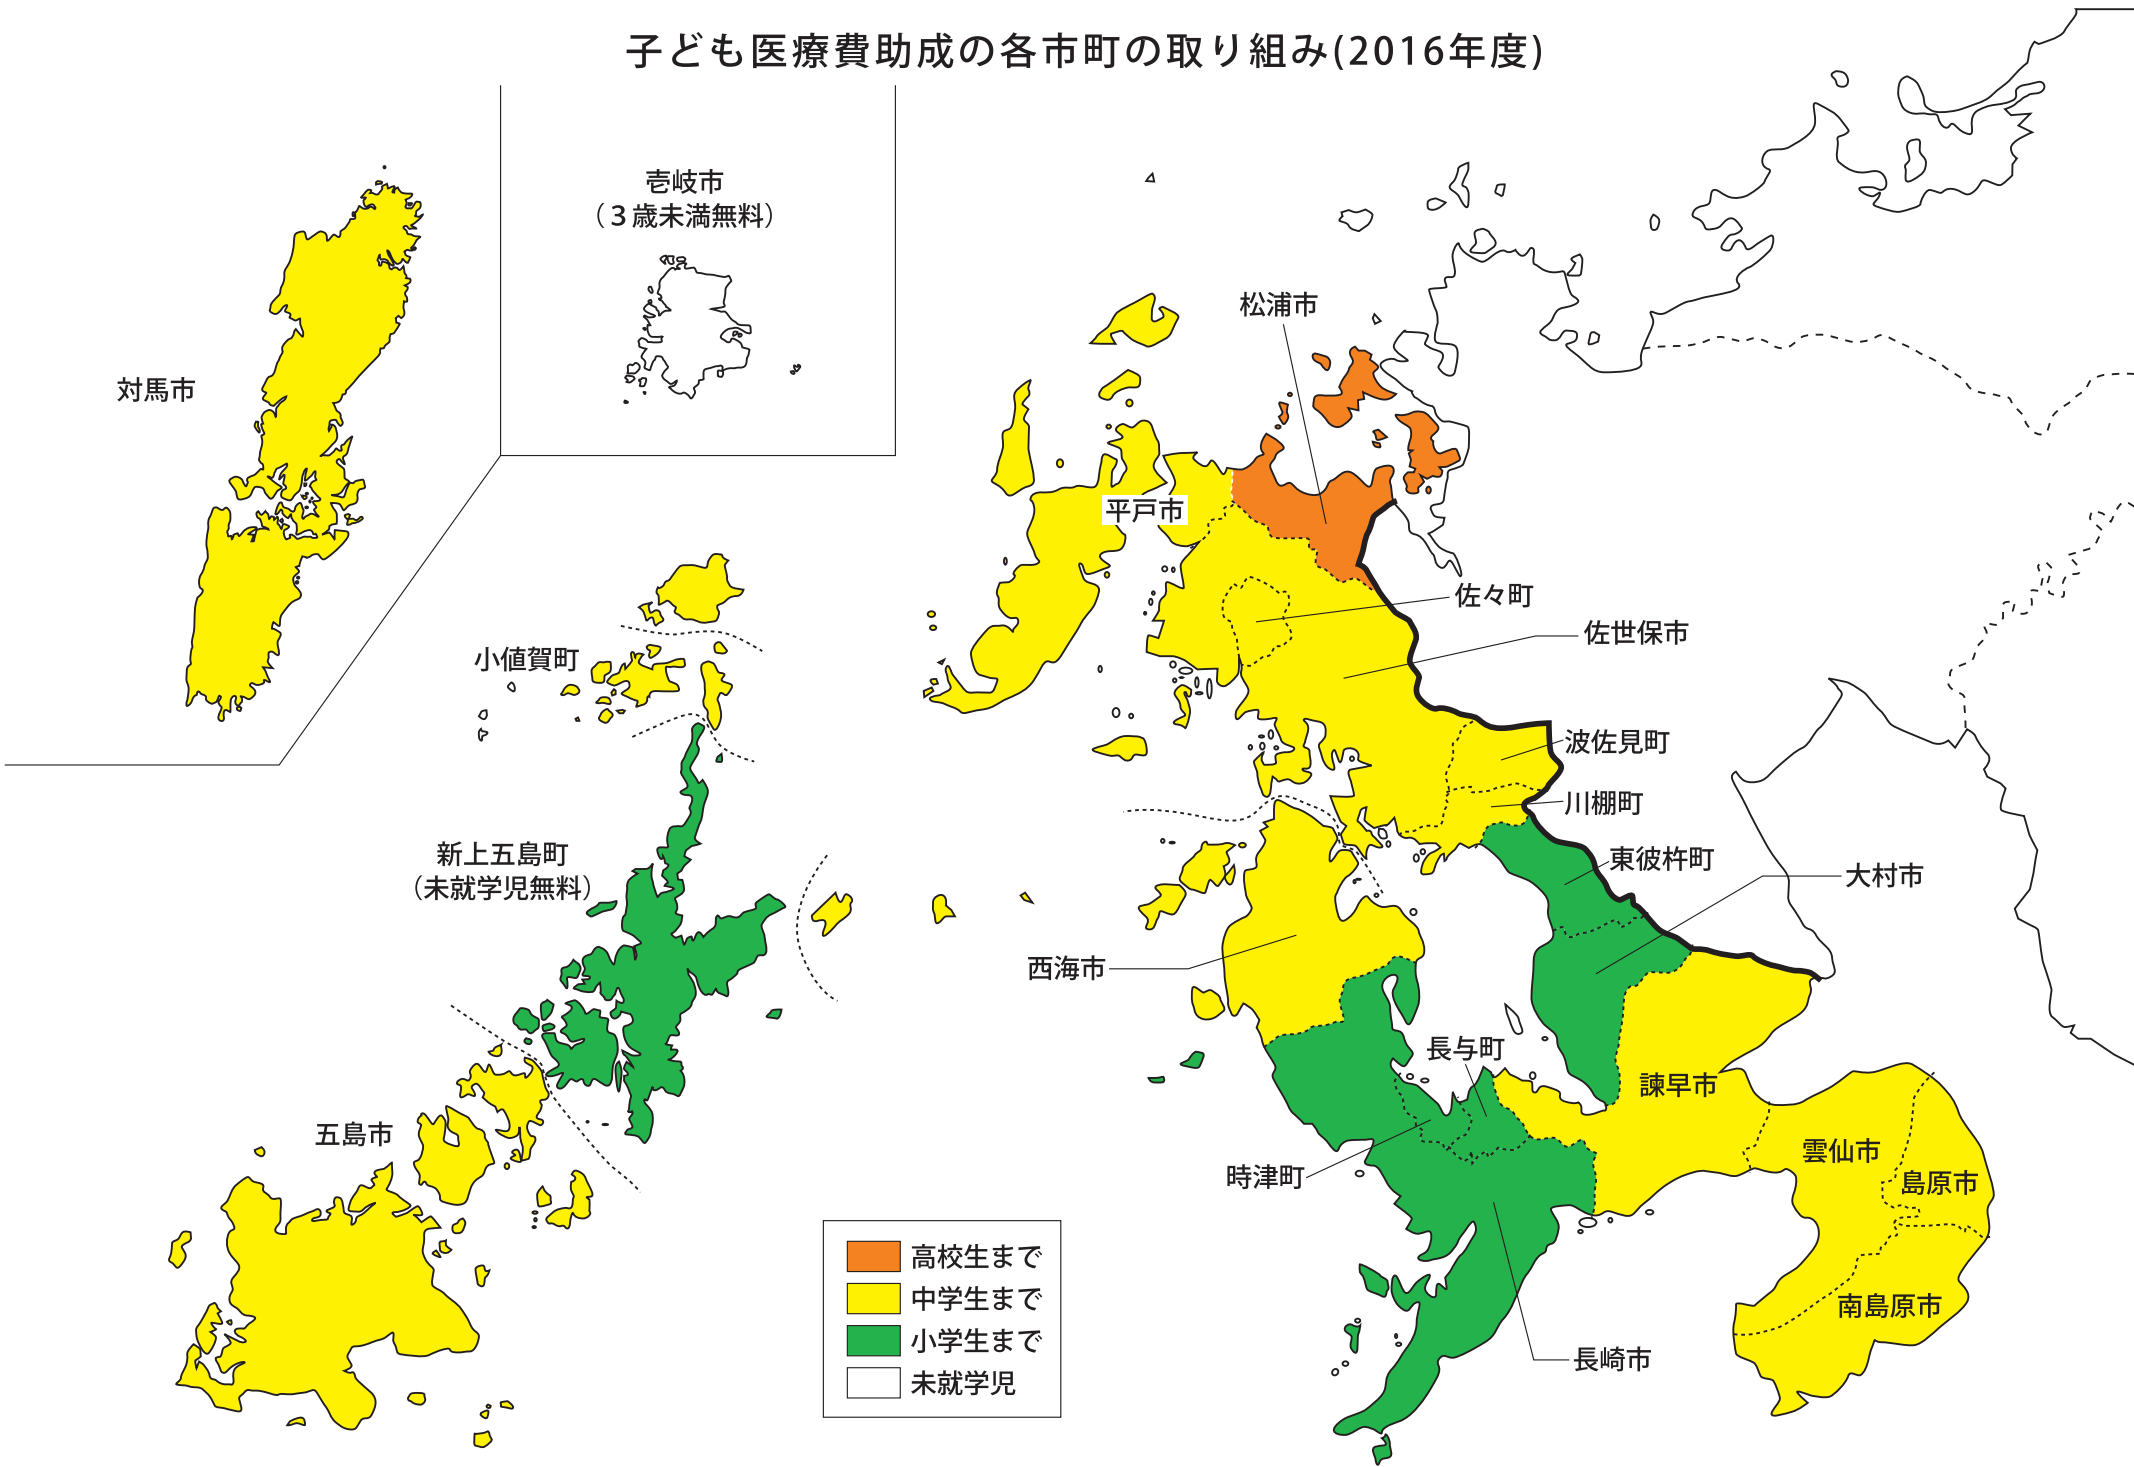 子ども医療費助成の各市町の取り組み(2016年度)
壱岐市
（３歳未満無料）
対馬市
松浦市
平戸市
佐々町
佐世保市
小値賀町
波佐見町
川棚町
新上五島町
（未就学児無料）
東彼杵町
大村市
西海市
長与町
諫早市
五島市
時津町
雲仙市
島原市
南島原市
長崎市
高校生まで
中学生まで
小学生まで
未就学児